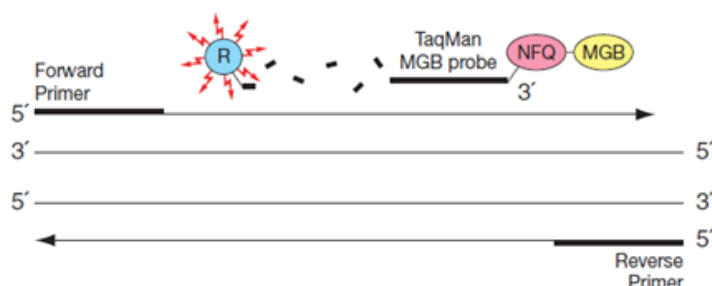 R
TaqMan
MGB probe
NFQ
MGB
Forward
Primer
3′
5′
3′
5′
5′
3′
5′
Reverse
Primer